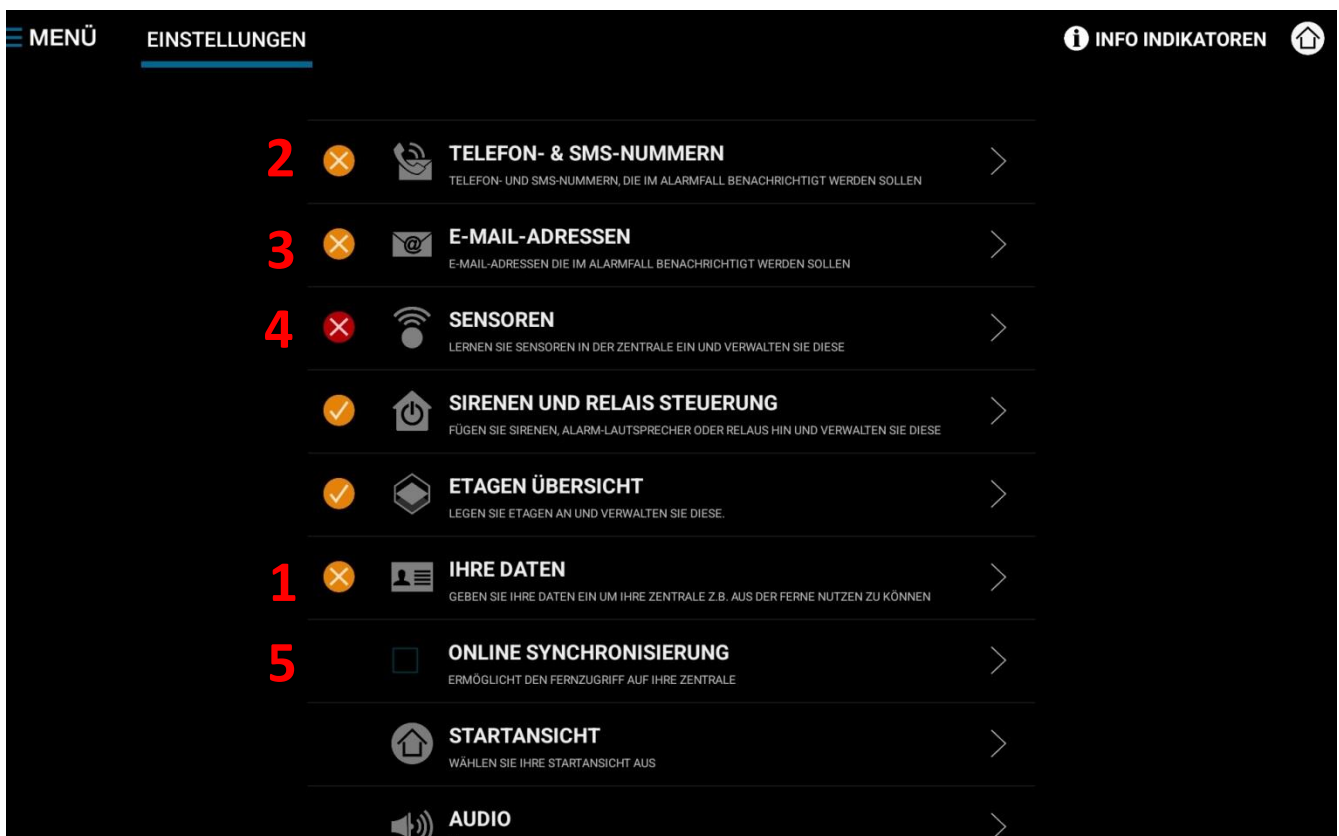 MENÜ EINSTELLUNGEN INFO INDIKATOREN
2 TELEFON- & SMS-NUMMERN
TELEFON- UND SMS-NUMMERN, DIE IM ALARMFALL BENACHRICHTIGT WERDEN SOLLEN
3 E-MAIL-ADRESSEN
E-MAIL-ADRESSEN DIE IM ALARMFALL BENACHRICHTIGT WERDEN SOLLEN
4 SENSOREN
LERNEN SIE SENSOREN IN DER ZENTRALE EIN UND VERWALTEN SIE DIESE
SIRENEN UND RELAIS STEUERUNG
FÜGEN SIE SIRENEN, ALARM-LAUTSPRECHER ODER RELAUS HIN UND VERWALTEN SIE DIESE
ETAGEN ÜBERSICHT
LEGEN SIE ETAGEN AN UND VERWALTEN SIE DIESE.
1 IHRE DATEN
GEBEN SIE IHRE DATEN EIN UM IHRE ZENTRALE Z.B. AUS DER FERNE NUTZEN ZU KÖNNEN
5 ONLINE SYNCHRONISIERUNG
ERMÖGLICHT DEN FERNZUGRIFF AUF IHRE ZENTRALE
STARTANSICHT
WÄHLEN SIE IHRE STARTANSICHT AUS
AUDIO